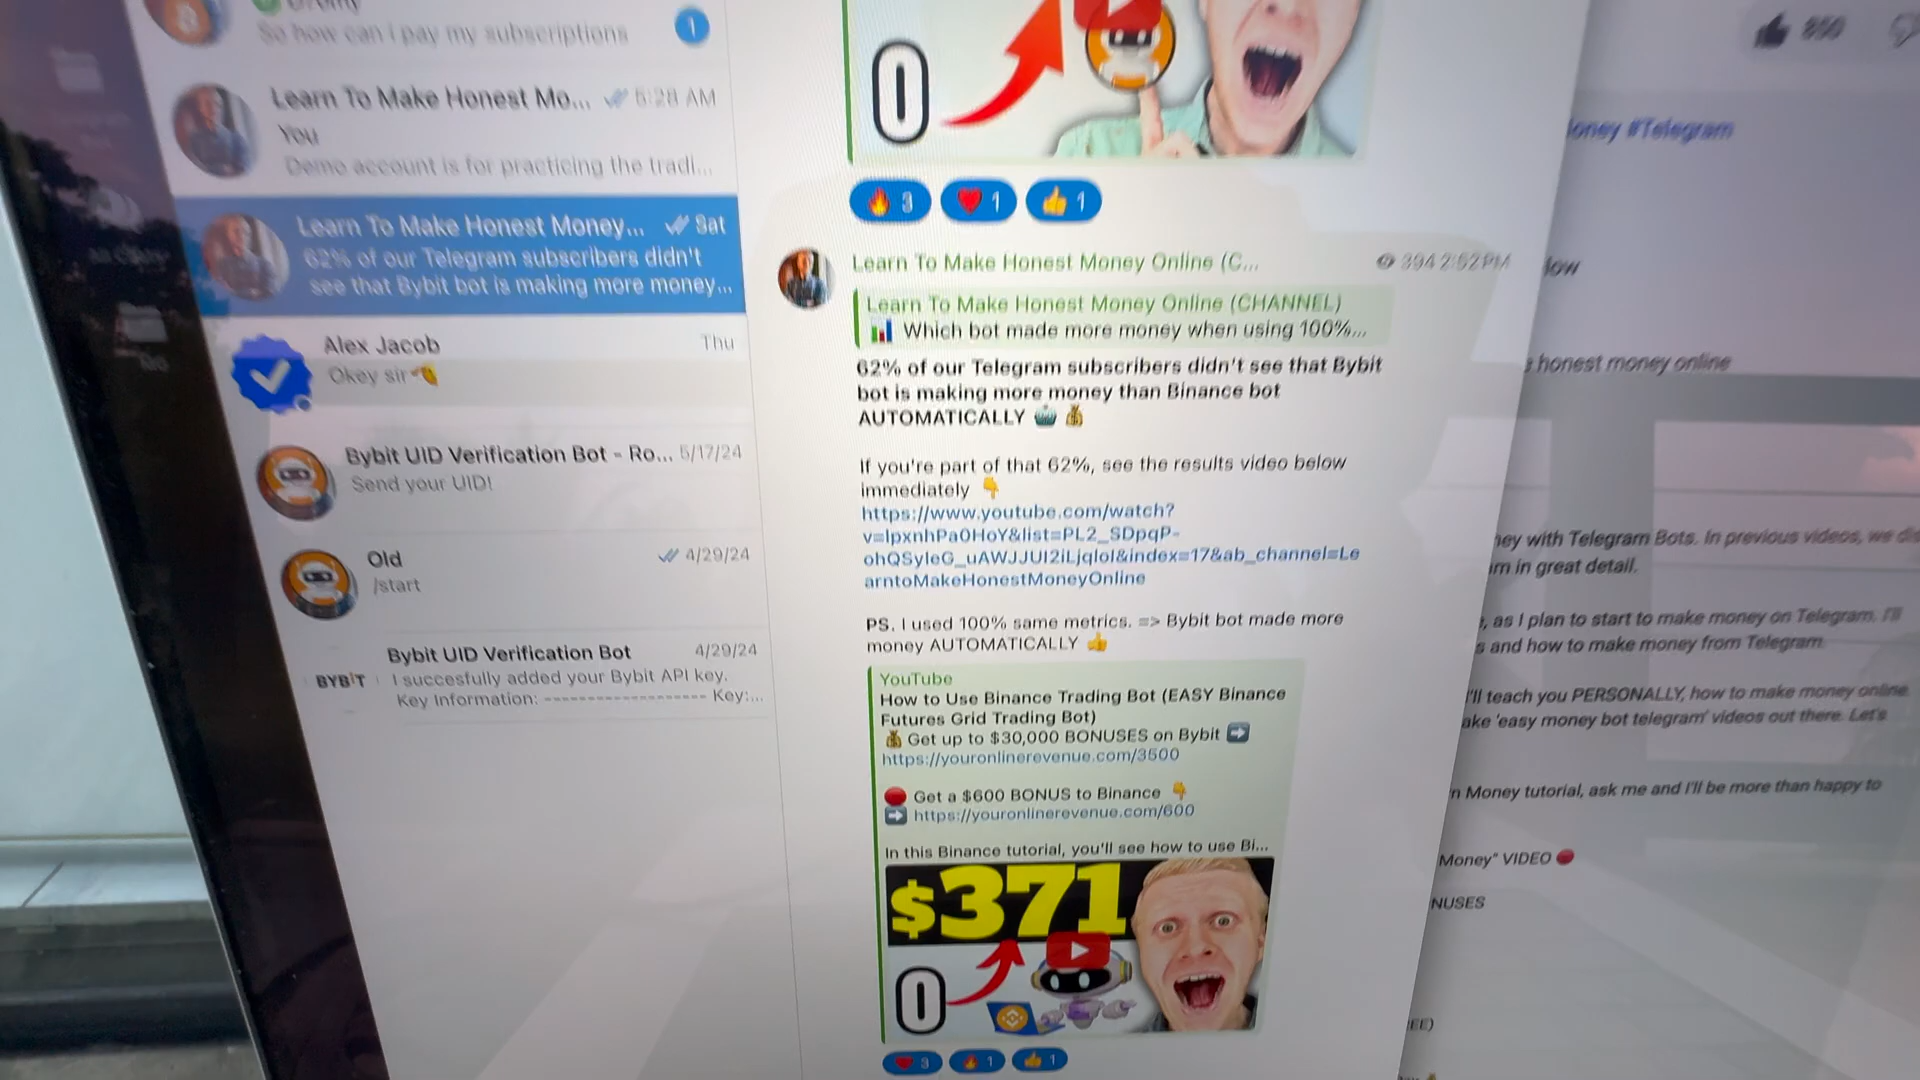 So how can i pay my subscriptions
1
Learn To Make Honest Mo... 5:28 AM
You
Demo account is for practicing the tradi...
Learn To Make Honest Money... Sat
62% of our Telegram subscribers didn't
see that Bybit bot is making more money...
Alex Jacob Thu
Okey sir
Bybit UID Verification Bot - Ro... 5/17/24
Send your UID!
Old 4/29/24
/start
BYBIT
Bybit UID Verification Bot 4/29/24
I succesfully added your Bybit API key.
Key Information: -------------------- Key:...
0
3 1 1
Learn To Make Honest Money Online (C... 394 2:52 PM
Learn To Make Honest Money Online (CHANNEL)
Which bot made more money when using 100%...
62% of our Telegram subscribers didn't see that Bybit
bot is making more money than Binance bot
AUTOMATICALLY
If you're part of that 62%, see the results video below
immediately
https://www.youtube.com/watch?
v=lpxnhPa0HoY&list=PL2_SDpqP-
ohQSyleG_uAWJJUI2iLjqlol&index=17&ab_channel=Le
arntoMakeHonestMoneyOnline
PS. I used 100% same metrics. => Bybit bot made more
money AUTOMATICALLY
YouTube
How to Use Binance Trading Bot (EASY Binance
Futures Grid Trading Bot)
Get up to $30,000 BONUSES on Bybit
https://youronlinerevenue.com/3500
Get a $600 BONUS to Binance
https://youronlinerevenue.com/600
In this Binance tutorial, you'll see how to use Bi...
$371
0
3 1 1
#Telegram
honest money online
with Telegram Bots. In previous videos, we
in great detail.
, as I plan to start to make money on Telegram. I'll
and how to make money from Telegram.
I'll teach you PERSONALLY, how to make money online.
'easy money bot telegram' videos out there. Let's
Money tutorial, ask me and I'll be more than happy to
Money" VIDEO